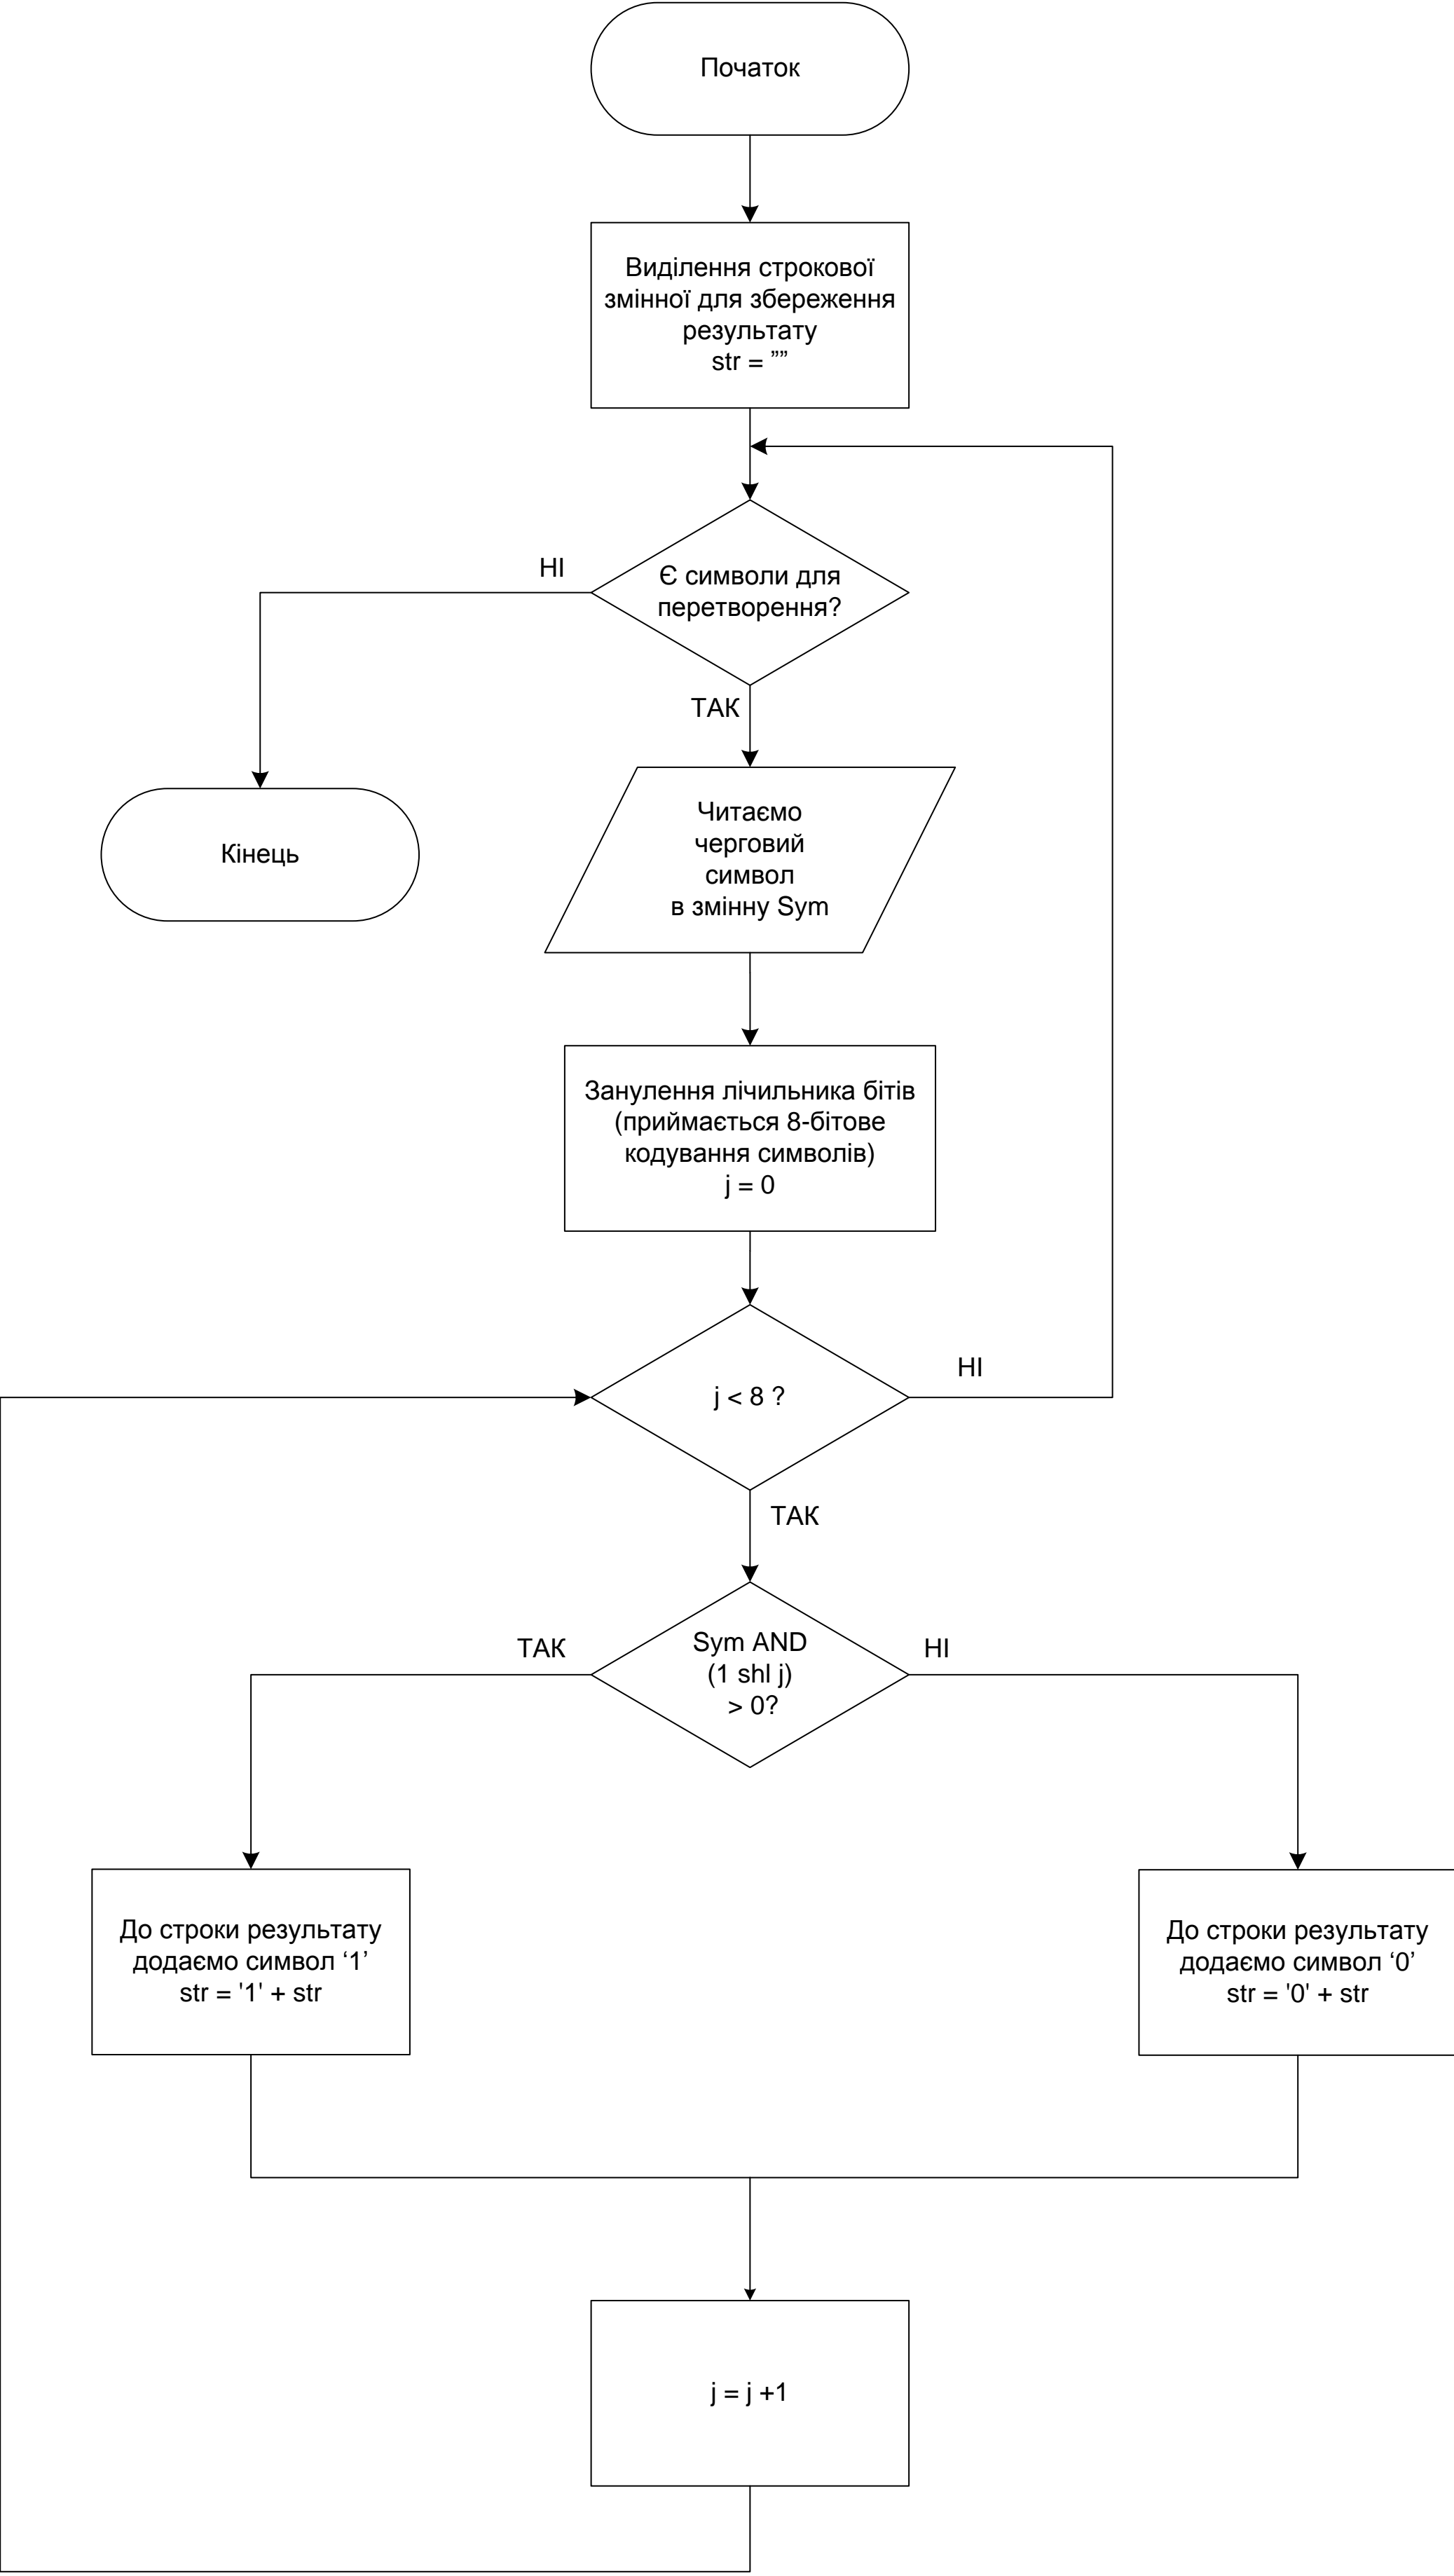 Початок
Виділення строкової
змінної для збереження
результату
str = ””
НІ
Є символи для
перетворення?
ТАК
Читаємо
черговий
символ
в змінну Sym
Кінець
Занулення лічильника бітів
(приймається 8-бітове
кодування символів)
j = 0
НІ
j < 8 ?
ТАК
ТАК
Sym AND
(1 shl j)
> 0?
НІ
До строки результату
додаємо символ ‘1’
str = '1' + str
До строки результату
додаємо символ ‘0’
str = '0' + str
j = j +1